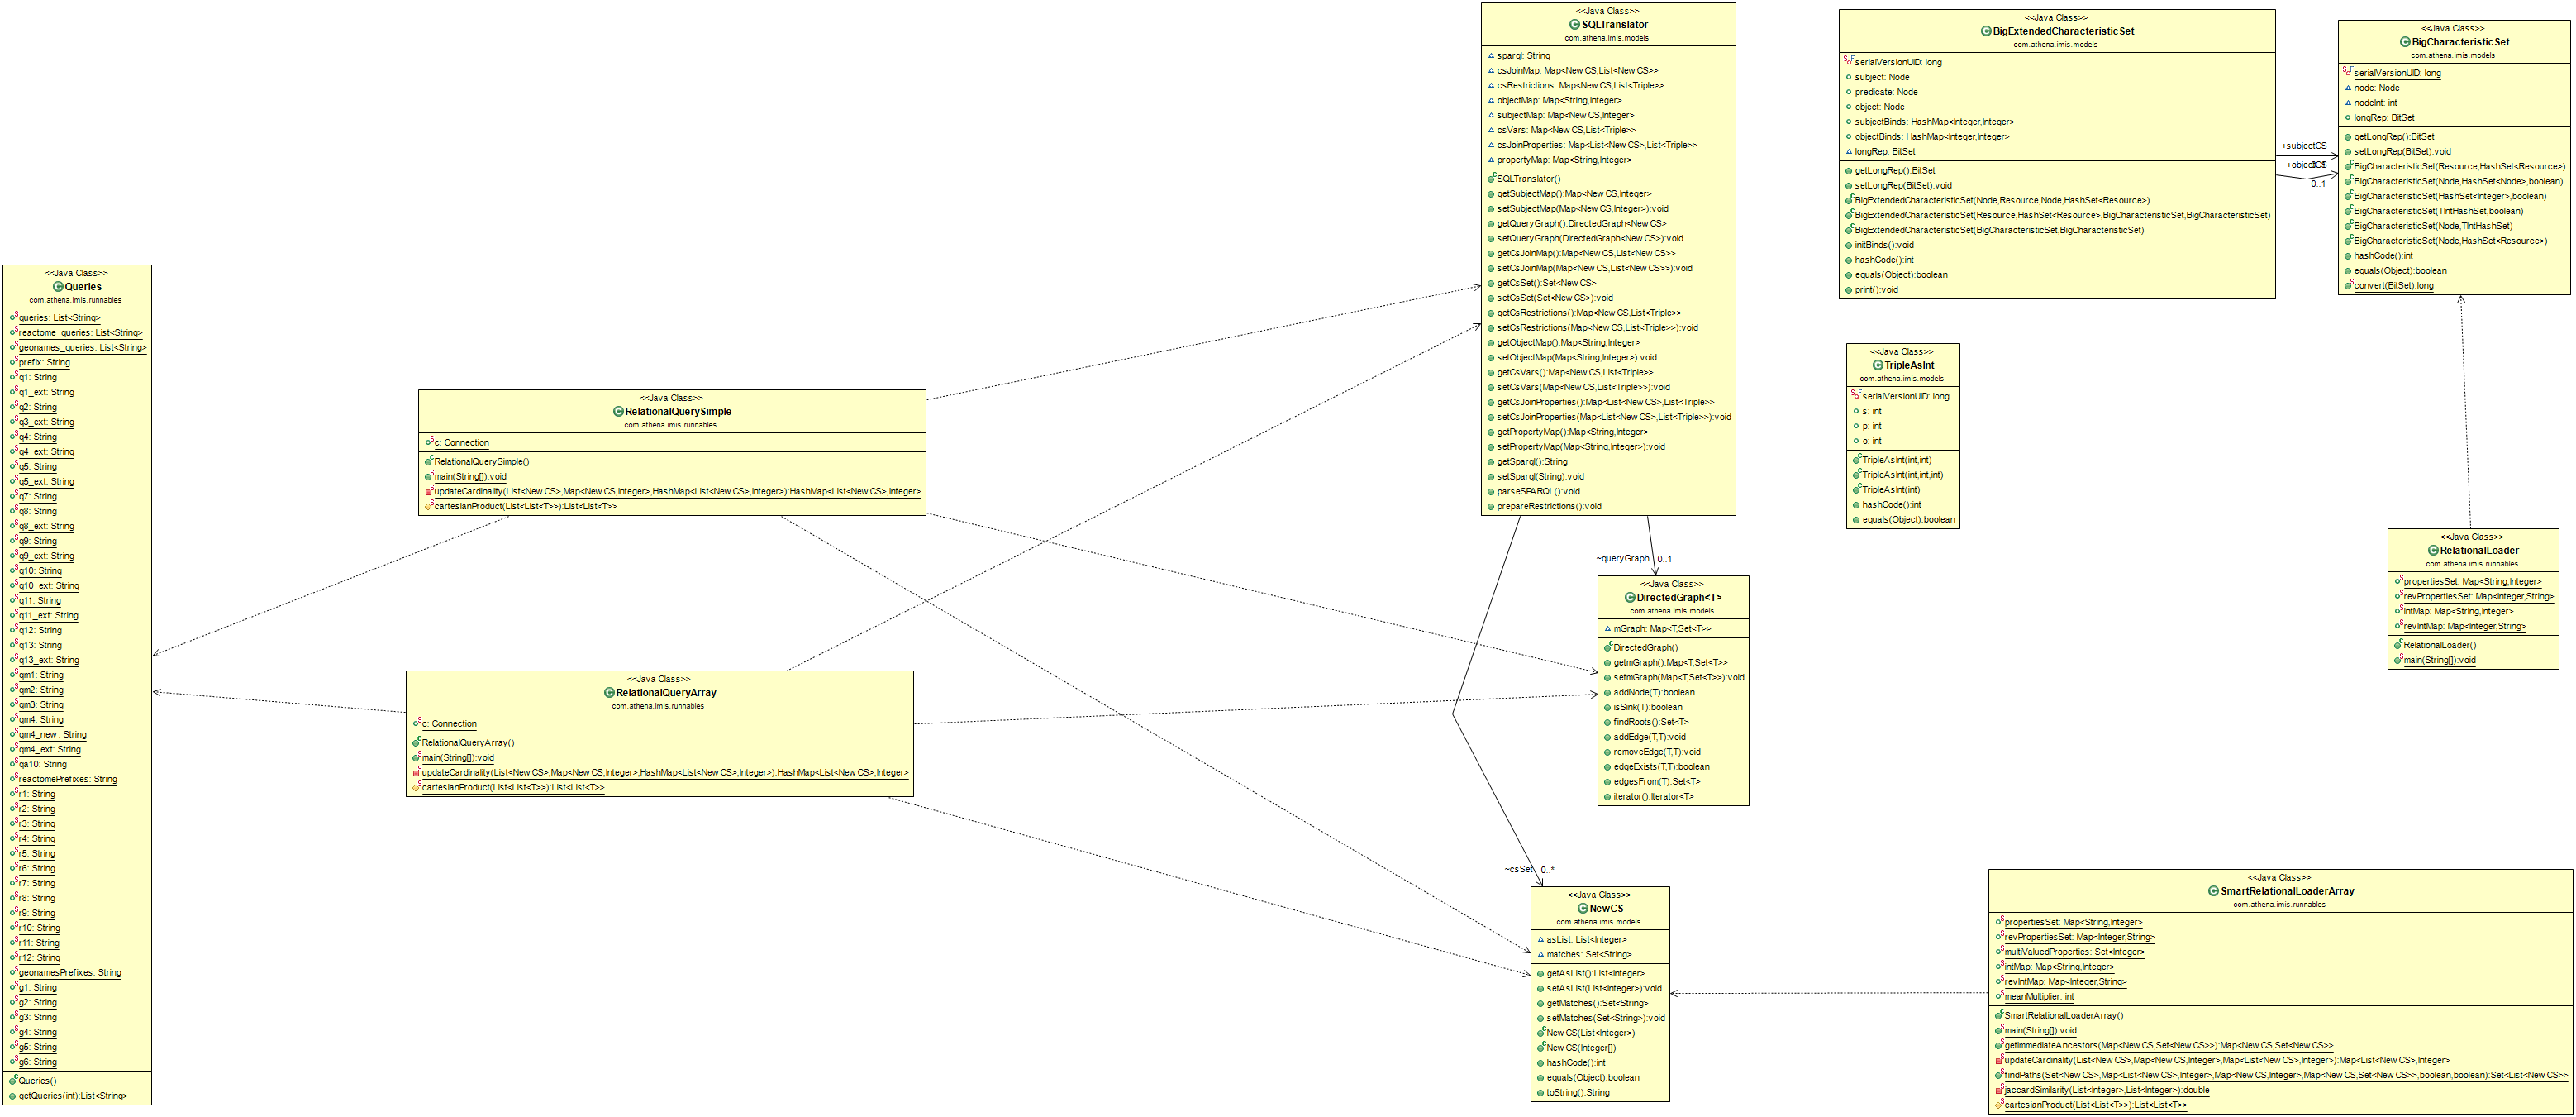 <<Java Class>>
Queries
com.athena.imis.runnables
queries: List<String>
reactome_queries: List<String>
geonames_queries: List<String>
prefix: String
q1: String
q1_ext: String
q2: String
q3_ext: String
q4: String
q4_ext: String
q5: String
q5_ext: String
q7: String
q8: String
q8_ext: String
q9: String
q9_ext: String
q10: String
q10_ext: String
q11: String
q11_ext: String
q12: String
q13: String
q13_ext: String
qm1: String
qm2: String
qm3: String
qm4: String
qm4_new : String
qm4_ext: String
qa10: String
reactomePrefixes: String
r1: String
r2: String
r3: String
r4: String
r5: String
r6: String
r7: String
r8: String
r9: String
r10: String
r11: String
r12: String
geonamesPrefixes: String
g1: String
g2: String
g3: String
g4: String
g5: String
g6: String
Queries()
getQueries(int):List<String>
<<Java Class>>
RelationalQuerySimple
com.athena.imis.runnables
c: Connection
RelationalQuerySimple()
main(String[]):void
updateCardinality(List<New CS>,Map<New CS,Integer>,HashMap<List<New CS>,Integer>):HashMap<List<New CS>,Integer>
cartesianProduct(List<List<T>>):List<List<T>>
<<Java Class>>
RelationalQueryArray
com.athena.imis.runnables
c: Connection
RelationalQueryArray()
main(String[]):void
updateCardinality(List<New CS>,Map<New CS,Integer>,HashMap<List<New CS>,Integer>):HashMap<List<New CS>,Integer>
cartesianProduct(List<List<T>>):List<List<T>>
<<Java Class>>
SQLTranslator
com.athena.imis.models
sparql: String
csJoinMap: Map<New CS,List<New CS>>
csRestrictions: Map<New CS,List<Triple>>
objectMap: Map<String,Integer>
subjectMap: Map<New CS,Integer>
csVars: Map<New CS,List<Triple>>
csJoinProperties: Map<List<New CS>,List<Triple>>
propertyMap: Map<String,Integer>
SQLTranslator()
getSubjectMap():Map<New CS,Integer>
setSubjectMap(Map<New CS,Integer>):void
getQueryGraph():DirectedGraph<New CS>
setQueryGraph(DirectedGraph<New CS>):void
getCsJoinMap():Map<New CS,List<New CS>>
setCsJoinMap(Map<New CS,List<New CS>>):void
getCsSet():Set<New CS>
setCsSet(Set<New CS>):void
getCsRestrictions():Map<New CS,List<Triple>>
setCsRestrictions(Map<New CS,List<Triple>>):void
getObjectMap():Map<String,Integer>
setObjectMap(Map<String,Integer>):void
getCsVars():Map<New CS,List<Triple>>
setCsVars(Map<New CS,List<Triple>>):void
getCsJoinProperties():Map<List<New CS>,List<Triple>>
setCsJoinProperties(Map<List<New CS>,List<Triple>>):void
getPropertyMap():Map<String,Integer>
setPropertyMap(Map<String,Integer>):void
getSparql():String
setSparql(String):void
parseSPARQL():void
prepareRestrictions():void
~queryGraph
0..1
<<Java Class>>
DirectedGraph<T>
com.athena.imis.models
mGraph: Map<T,Set<T>>
DirectedGraph()
getmGraph():Map<T,Set<T>>
setmGraph(Map<T,Set<T>>):void
addNode(T):boolean
isSink(T):boolean
findRoots():Set<T>
addEdge(T,T):void
removeEdge(T,T):void
edgeExists(T,T):boolean
edgesFrom(T):Set<T>
iterator():Iterator<T>
~csSet
0..*
<<Java Class>>
NewCS
com.athena.imis.models
asList: List<Integer>
matches: Set<String>
getAsList():List<Integer>
setAsList(List<Integer>):void
getMatches():Set<String>
setMatches(Set<String>):void
New CS(List<Integer>)
New CS(Integer[])
hashCode():int
equals(Object):boolean
toString():String
<<Java Class>>
BigExtendedCharacteristicSet
com.athena.imis.models
serialVersionUID: long
subject: Node
predicate: Node
object: Node
subjectBinds: HashMap<Integer,Integer>
objectBinds: HashMap<Integer,Integer>
longRep: BitSet
getLongRep():BitSet
setLongRep(BitSet):void
BigExtendedCharacteristicSet(Node,Resource,Node,HashSet<Resource>)
BigExtendedCharacteristicSet(Resource,HashSet<Resource>,BigCharacteristicSet,BigCharacteristicSet)
BigExtendedCharacteristicSet(BigCharacteristicSet,BigCharacteristicSet)
initBinds():void
hashCode():int
equals(Object):boolean
print():void
+subjectCS
+objectCS
0..1
<<Java Class>>
BigCharacteristicSet
com.athena.imis.models
serialVersionUID: long
node: Node
nodeInt: int
longRep: BitSet
getLongRep():BitSet
setLongRep(BitSet):void
BigCharacteristicSet(Resource,HashSet<Resource>)
BigCharacteristicSet(Node,HashSet<Node>,boolean)
BigCharacteristicSet(HashSet<Integer>,boolean)
BigCharacteristicSet(TIntHashSet,boolean)
BigCharacteristicSet(Node,TIntHashSet)
BigCharacteristicSet(Node,HashSet<Resource>)
hashCode():int
equals(Object):boolean
convert(BitSet):long
<<Java Class>>
TripleAsInt
com.athena.imis.models
serialVersionUID: long
s: int
p: int
o: int
TripleAsInt(int,int)
TripleAsInt(int,int,int)
TripleAsInt(int)
hashCode():int
equals(Object):boolean
<<Java Class>>
RelationalLoader
com.athena.imis.runnables
propertiesSet: Map<String,Integer>
revPropertiesSet: Map<Integer,String>
intMap: Map<String,Integer>
revIntMap: Map<Integer,String>
RelationalLoader()
main(String[]):void
<<Java Class>>
SmartRelationalLoaderArray
com.athena.imis.runnables
propertiesSet: Map<String,Integer>
revPropertiesSet: Map<Integer,String>
multiValuedProperties: Set<Integer>
intMap: Map<String,Integer>
revIntMap: Map<Integer,String>
meanMultiplier: int
SmartRelationalLoaderArray()
main(String[]):void
getImmediateAncestors(Map<New CS,Set<New CS>>):Map<New CS,Set<New CS>>
updateCardinality(List<New CS>,Map<New CS,Integer>,Map<List<New CS>,Integer>):Map<List<New CS>,Integer>
findPaths(Set<New CS>,Map<List<New CS>,Integer>,Map<New CS,Integer>,Map<New CS,Set<New CS>>,boolean,boolean):Set<List<New CS>>
jaccardSimilarity(List<Integer>,List<Integer>):double
cartesianProduct(List<List<T>>):List<List<T>>